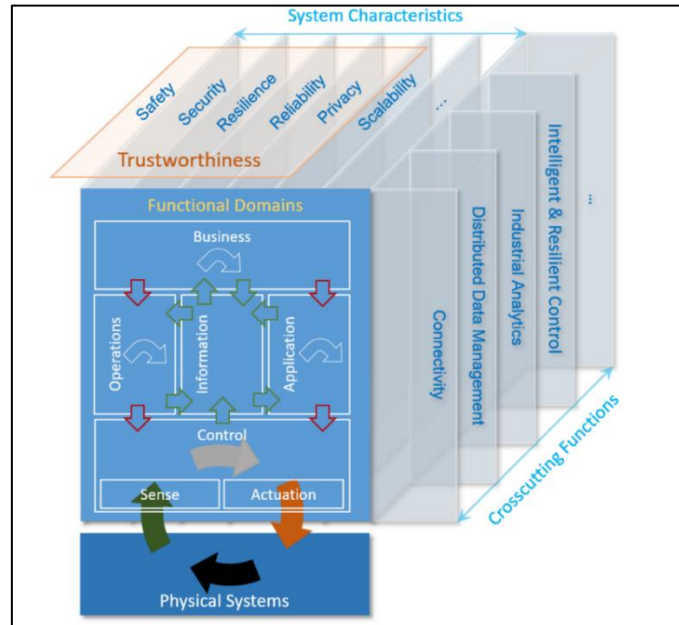 System Characteristics
Safety
Security
Resilience
Reliability
Privacy
Scalability
...
Trustworthiness
Functional Domains
Business
Operations
Information
Application
Control
Sense
Actuation
Physical Systems
Connectivity
Distributed Data Management
Industrial Analytics
Intelligent & Resilient Control
...
Crosscutting Functions